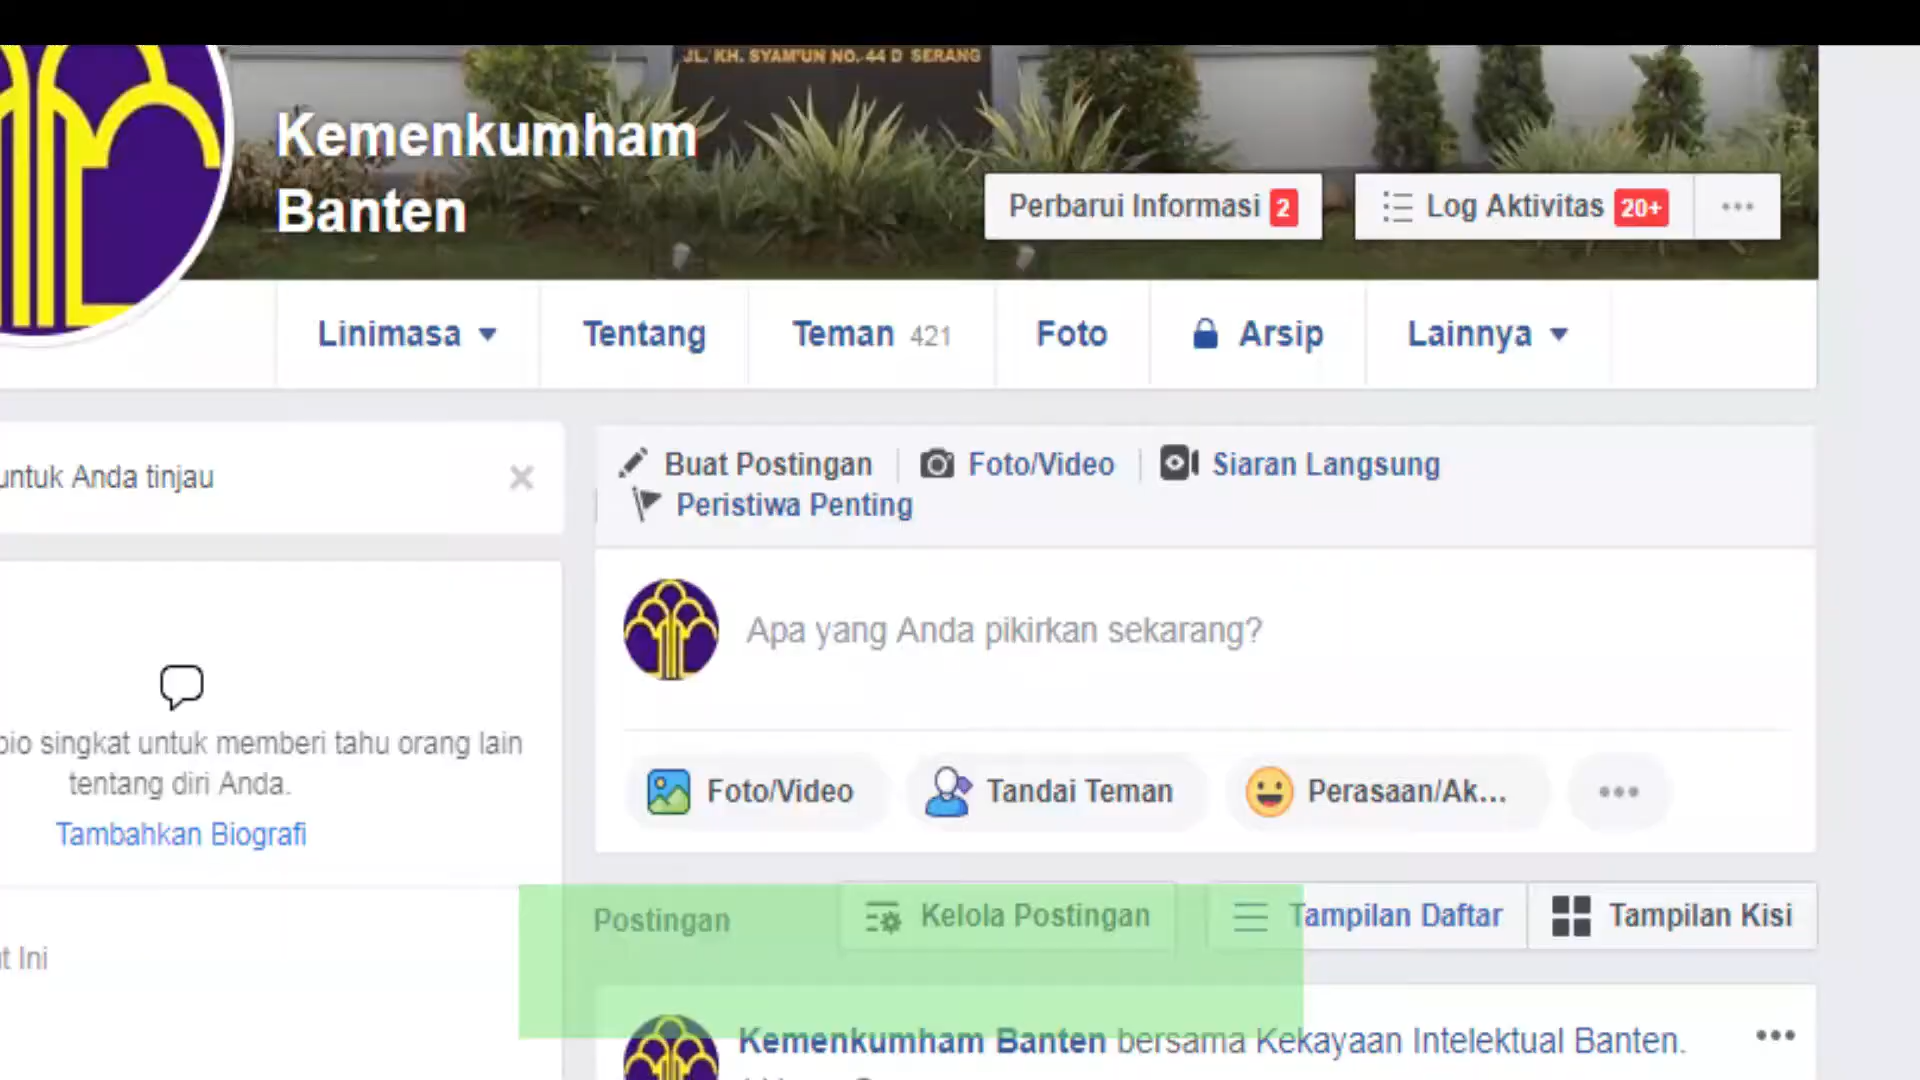 JL. KH. SYAM'UN NO. 44 D SERANG
Kemenkumham
Banten
Perbarui Informasi 2
Log Aktivitas 20+
Linimasa
Tentang
Teman 421
Foto
Arsip
Lainnya
untuk Anda tinjau
Buat Postingan
Foto/Video
Siaran Langsung
Peristiwa Penting
Apa yang Anda pikirkan sekarang?
bio singkat untuk memberi tahu orang lain
tentang diri Anda.
Tambahkan Biografi
Foto/Video
Tandai Teman
Perasaan/Ak...
Postingan
Kelola Postingan
Tampilan Daftar
Tampilan Kisi
t Ini
Kemenkumham Banten bersama Kekayaan Intelektual Banten.